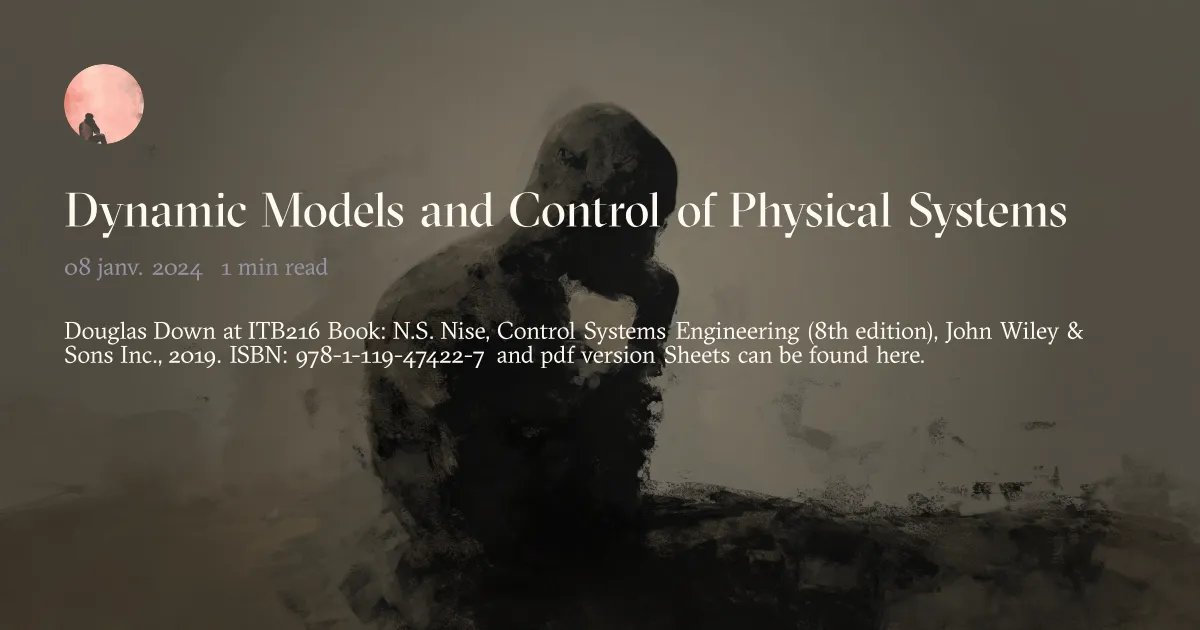 Dynamic Models and Control of Physical Systems
08 janv. 2024 1 min read
Douglas Down at ITB216 Book: N.S. Nise, Control Systems Engineering (8th edition), John Wiley &
Sons Inc., 2019. ISBN: 978-1-119-47422-7 and pdf version Sheets can be found here.